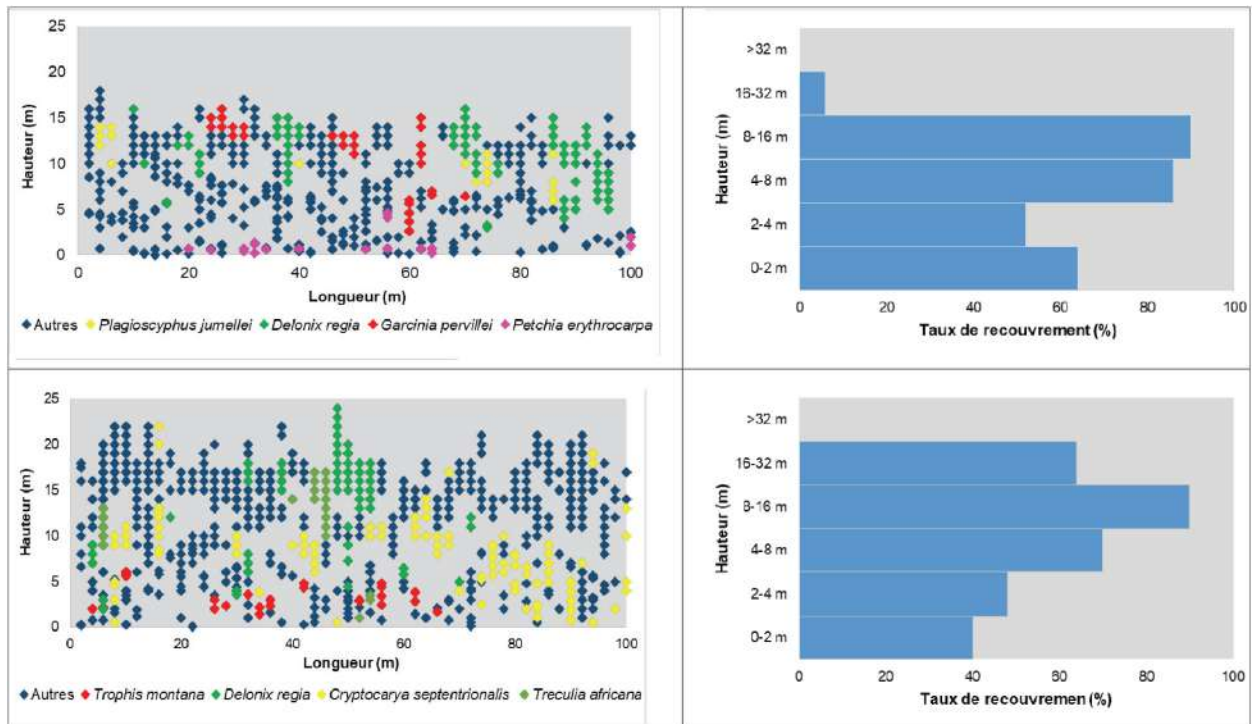 25
20
15
10
5
0
Hauteur (m)
0 20 40 60 80 100
Longueur (m)
Autres Plagioscyphus jumellei Delonix regia Garcinia pervillei Petchia erythrocarpa
Hauteur (m)
>32 m
16-32 m
8-16 m
4-8 m
2-4 m
0-2 m
0 20 40 60 80 100
Taux de recouvrement (%)
25
20
15
10
5
0
Hauteur (m)
0 20 40 60 80 100
Longueur (m)
Autres Trophis montana Delonix regia Cryptocarya septentrionalis Treculia africana
Hauteur (m)
>32 m
16-32 m
8-16 m
4-8 m
2-4 m
0-2 m
0 20 40 60 80 100
Taux de recouvremen (%)